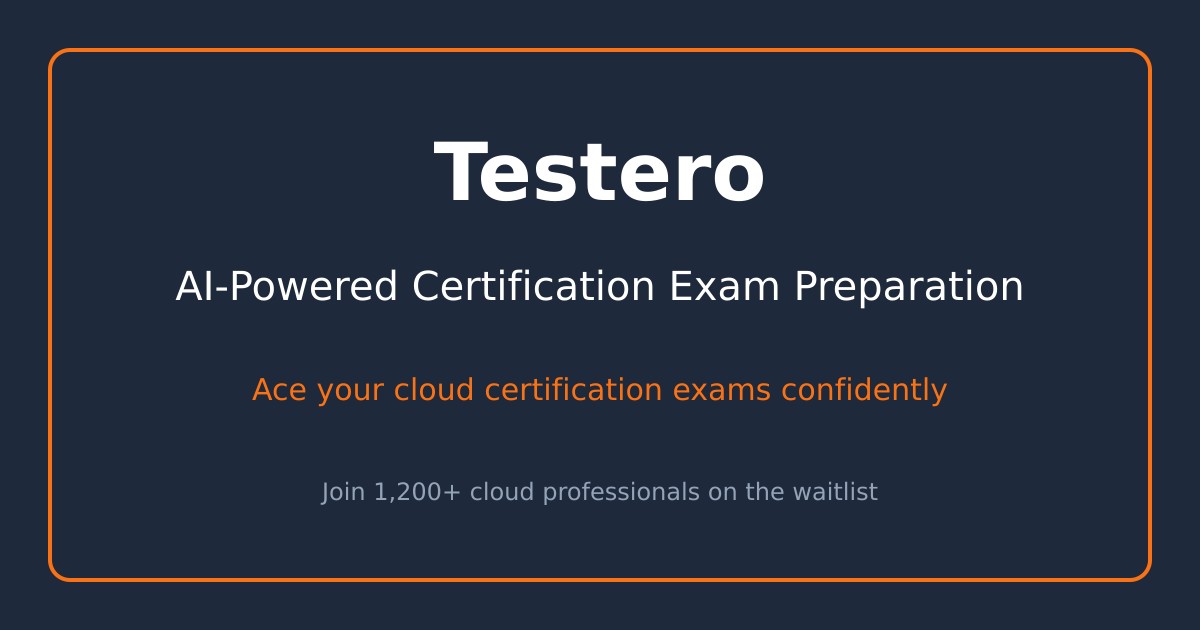 Testero
AI-Powered Certification Exam Preparation
Ace your cloud certification exams confidently
Join 1,200+ cloud professionals on the waitlist